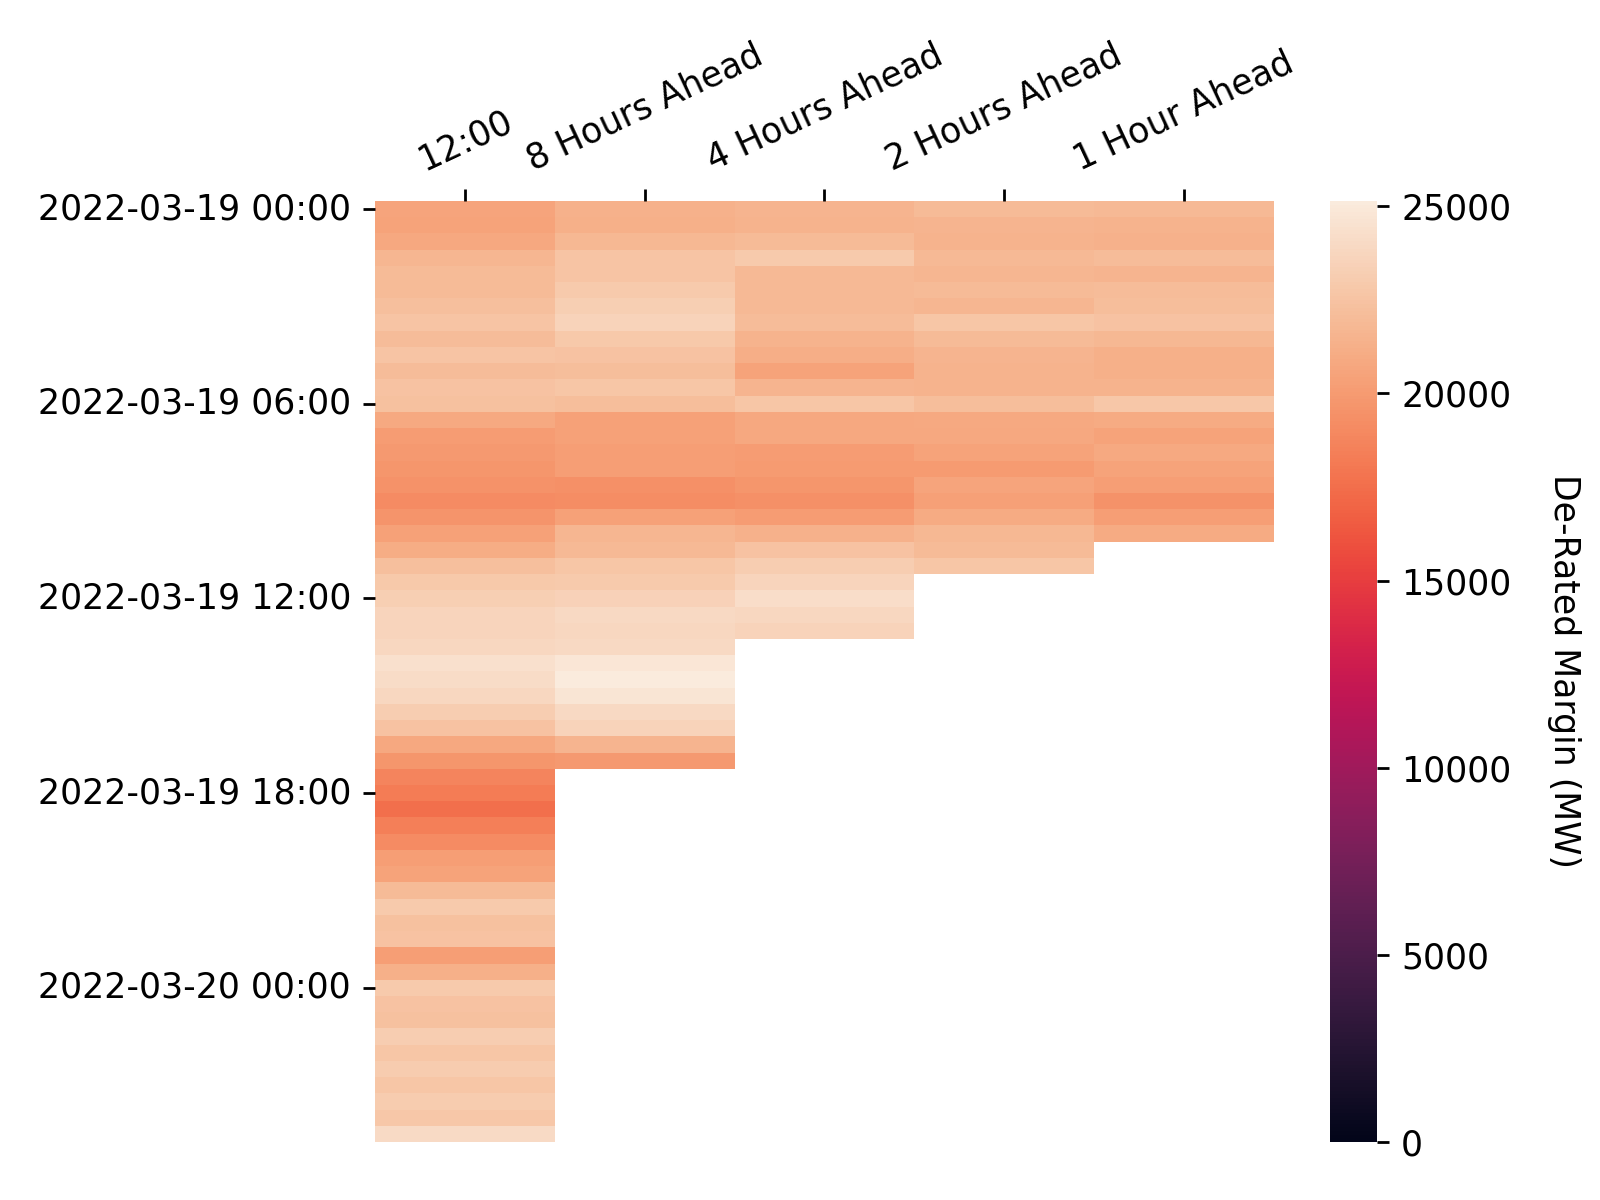 12:00
8 Hours Ahead
4 Hours Ahead
2 Hours Ahead
1 Hour Ahead
2022-03-19 00:00
2022-03-19 06:00
2022-03-19 12:00
2022-03-19 18:00
2022-03-20 00:00
25000
20000
15000
10000
5000
0
De-Rated Margin (MW)